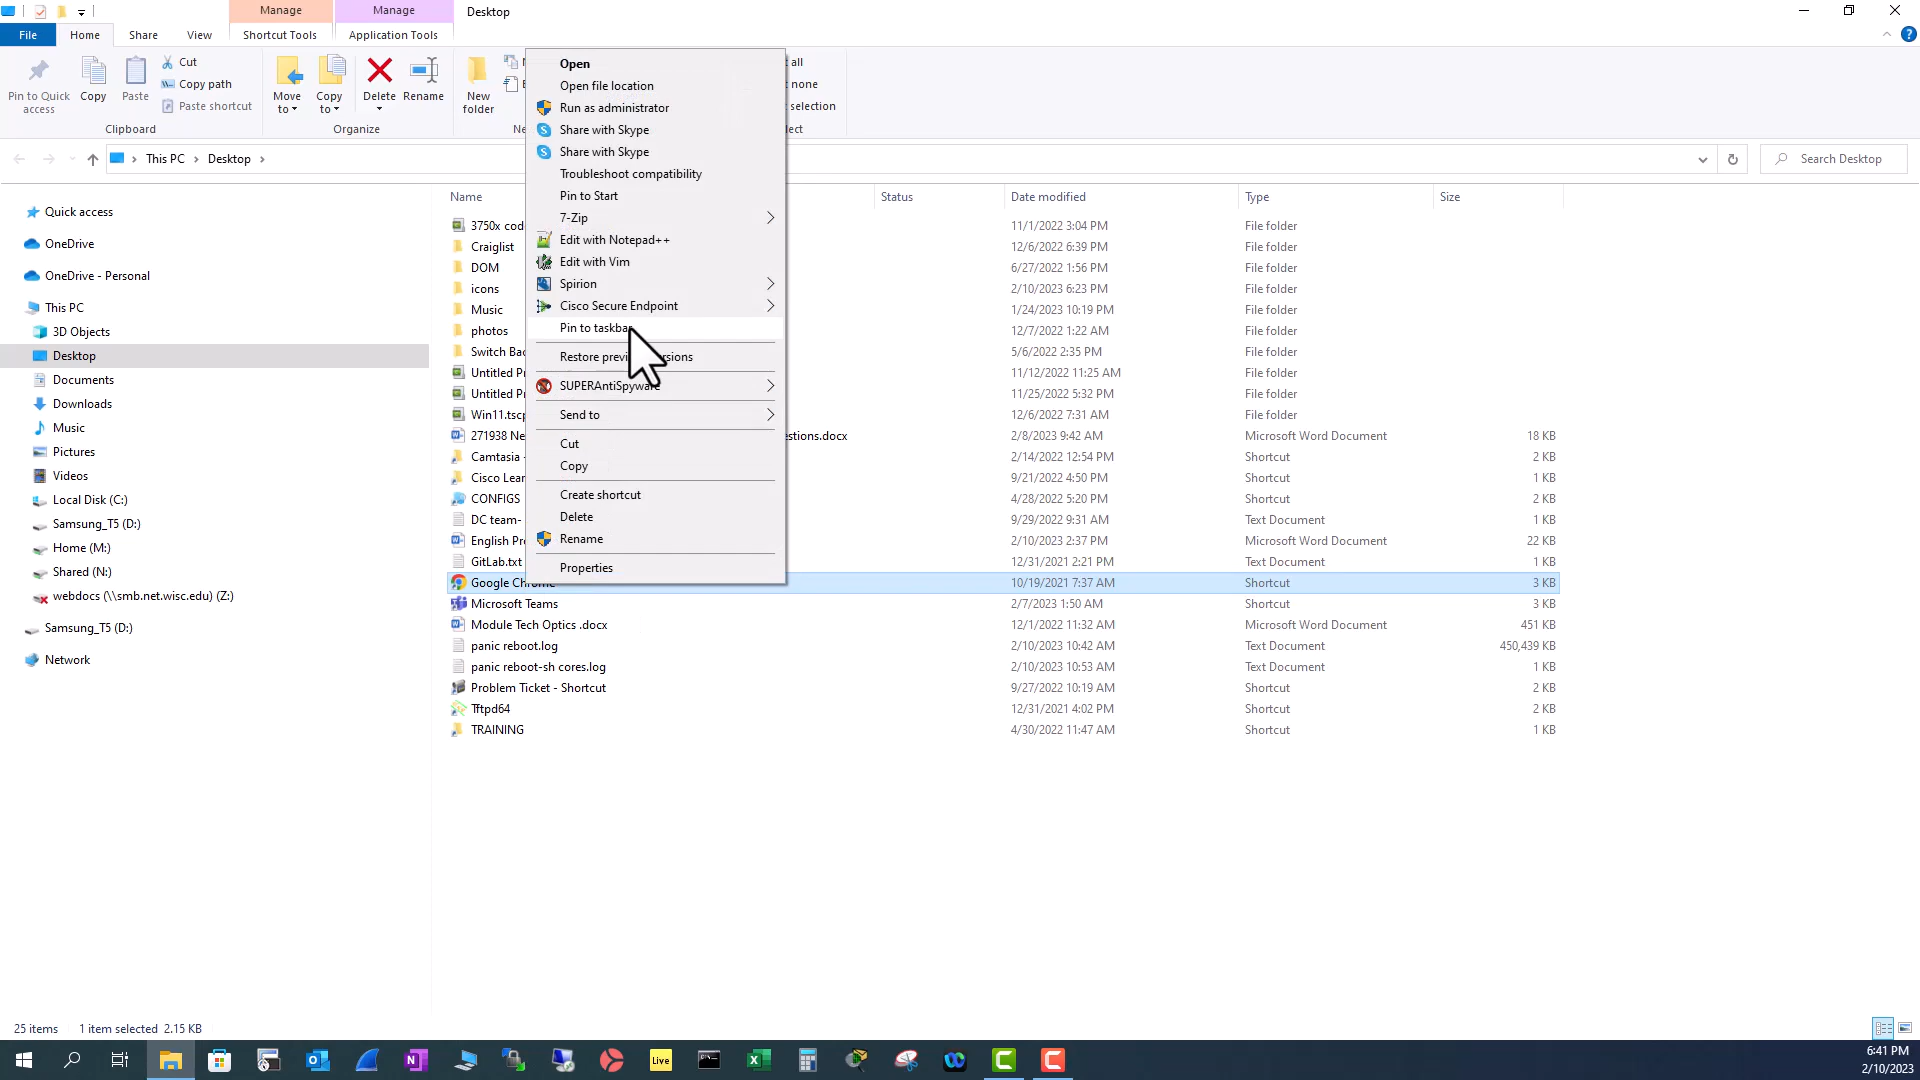 Manage
Manage
Desktop
File
Home
Share
View
Shortcut Tools
Application Tools
Pin to Quick access
Copy
Paste
Cut
Copy path
Paste shortcut
Clipboard
Move to
Copy to
Delete
Rename
Organize
New folder
This PC
Desktop
Search Desktop
Open
Open file location
Run as administrator
Share with Skype
Share with Skype
Troubleshoot compatibility
Pin to Start
7-Zip
Edit with Notepad++
Edit with Vim
Spirion
Cisco Secure Endpoint
Pin to taskbar
Restore previous versions
SUPERAntiSpyware
Send to
Cut
Copy
Create shortcut
Delete
Rename
Properties
Quick access
OneDrive
OneDrive - Personal
This PC
3D Objects
Desktop
Documents
Downloads
Music
Pictures
Videos
Local Disk (C:)
Samsung_T5 (D:)
Home (M:)
Shared (N:)
webdocs (\\smb.net.wisc.edu) (Z:)
Samsung_T5 (D:)
Network
Name Status Date modified Type Size
3750x cod 11/1/2022 3:04 PM File folder
Craiglist 12/6/2022 6:39 PM File folder
DOM 6/27/2022 1:56 PM File folder
icons 2/10/2023 6:23 PM File folder
Music 1/24/2023 10:19 PM File folder
photos 12/7/2022 1:22 AM File folder
Switch Bac 5/6/2022 2:35 PM File folder
Untitled Pr 11/12/2022 11:25 AM File folder
Untitled Pr 11/25/2022 5:32 PM File folder
Win11.tscp 12/6/2022 7:31 AM File folder
271938 Ne estions.docx 2/8/2023 9:42 AM Microsoft Word Document 18 KB
Camtasia - 2/14/2022 12:54 PM Shortcut 2 KB
Cisco Lear 9/21/2022 4:50 PM Shortcut 1 KB
CONFIGS 4/28/2022 5:20 PM Shortcut 2 KB
DC team- 9/29/2022 9:31 AM Text Document 1 KB
English Pr 2/10/2023 2:37 PM Microsoft Word Document 22 KB
GitLab.txt 12/31/2021 2:21 PM Text Document 1 KB
Google Chrome 10/19/2021 7:37 AM Shortcut 3 KB
Microsoft Teams 2/7/2023 1:50 AM Shortcut 3 KB
Module Tech Optics .docx 12/1/2022 11:32 AM Microsoft Word Document 451 KB
panic reboot.log 2/10/2023 10:42 AM Text Document 450,439 KB
panic reboot-sh cores.log 2/10/2023 10:53 AM Text Document 1 KB
Problem Ticket - Shortcut 9/27/2022 10:19 AM Shortcut 2 KB
Tftpd64 12/31/2021 4:02 PM Shortcut 2 KB
TRAINING 4/30/2022 11:47 AM Shortcut 1 KB
25 items 1 item selected 2.15 KB
Live
6:41 PM
2/10/2023